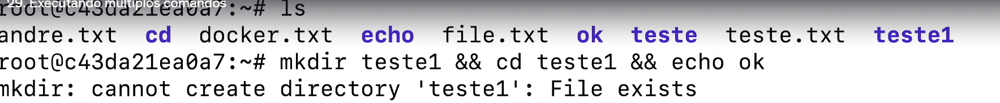 29. Executando múltiplos comandos
root@c43da21ea0a7:~# ls
andre.txt cd docker.txt echo file.txt ok teste teste.txt teste1
root@c43da21ea0a7:~# mkdir teste1 && cd teste1 && echo ok
mkdir: cannot create directory 'teste1': File exists